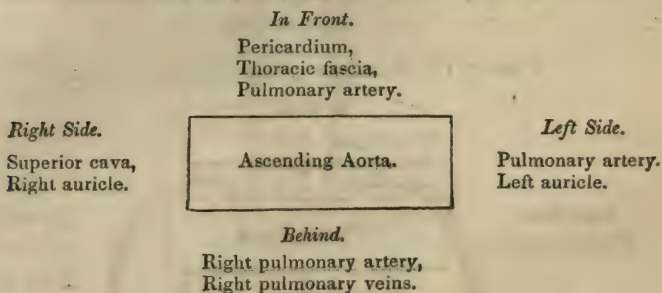 In Front.
Pericardium,
Thoracic fascia,
Pulmonary artery.
Right Side.
Superior cava,
Right auricle.
Ascending Aorta.
Left Side.
Pulmonary artery.
Left auricle.
Behind.
Right pulmonary artery,
Right pulmonary veins.